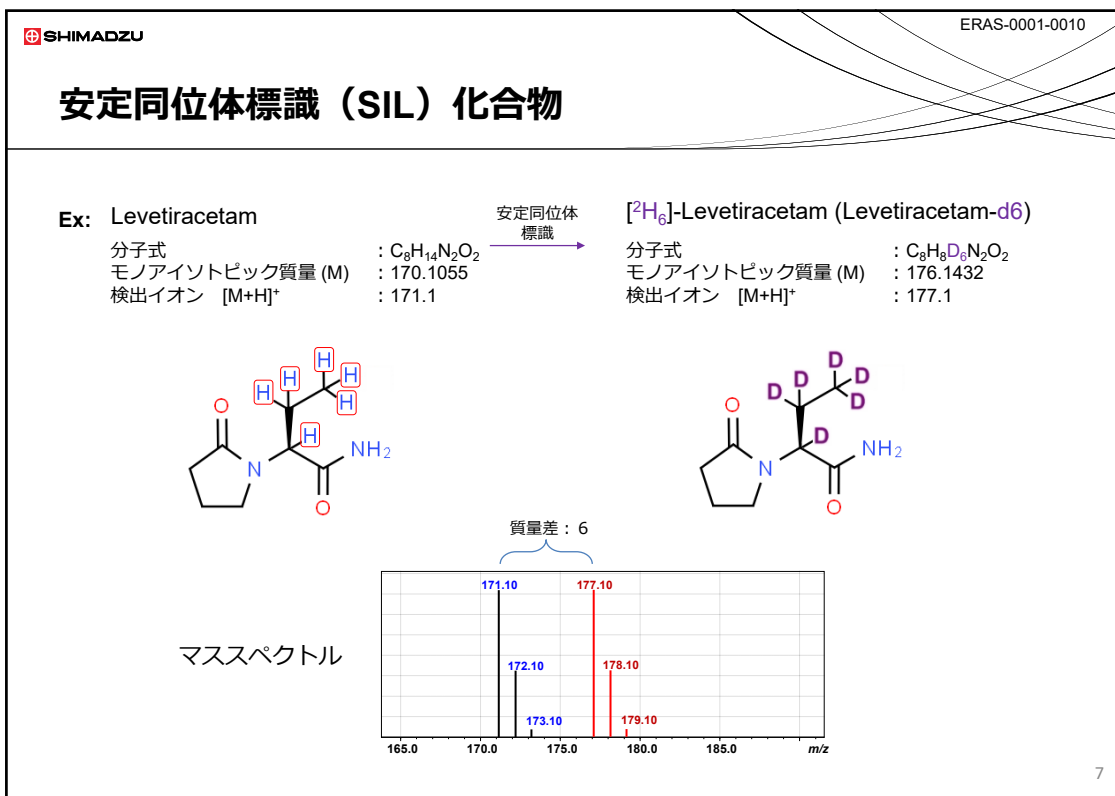 SHIMADZU
ERAS-0001-0010
安定同位体標識（SIL）化合物
Ex: Levetiracetam
分子式 : C₈H₁₄N₂O₂
モノアイソトピック質量 (M) : 170.1055
検出イオン [M+H]⁺ : 171.1
安定同位体
標識
[²H₆]-Levetiracetam (Levetiracetam-d6)
分子式 : C₈H₈D₆N₂O₂
モノアイソトピック質量 (M) : 176.1432
検出イオン [M+H]⁺ : 177.1
H
H H H
H
O H NH₂
N
O
D
D D D
D
O D NH₂
N
O
質量差：6
マススペクトル
171.10 177.10
172.10 178.10
173.10 179.10
165.0 170.0 175.0 180.0 185.0 m/z
7